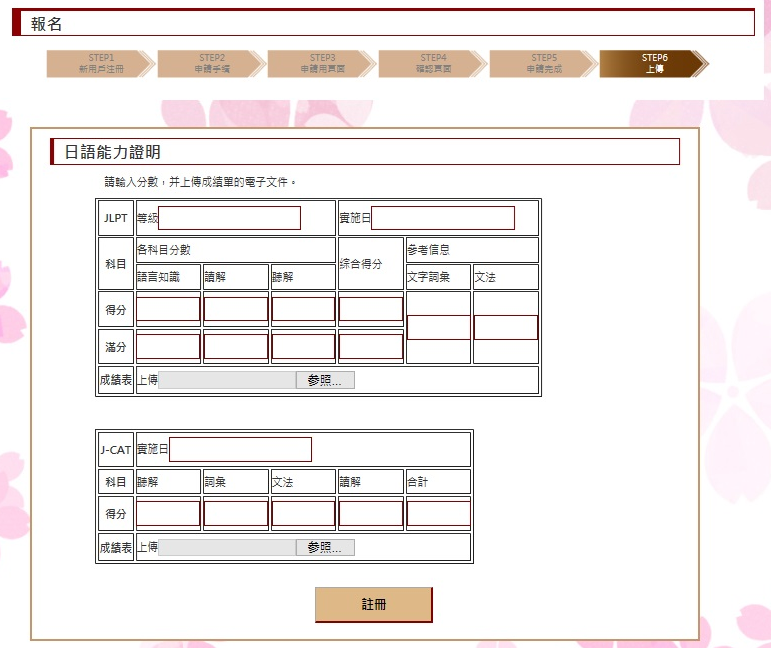 報名
STEP1 STEP2 STEP3 STEP4 STEP5 STEP6
新用戶注冊 申請手續 申請用頁面 確認頁面 申請完成 上傳
日語能力證明
請輸入分數，并上傳成績單的電子文件。
JLPT 等級 實施日
科目 各科目分數 綜合得分 參考信息
語言知識 讀解 聽解 文字詞彙 文法
得分
滿分
成績表 上傳 参照...
J-CAT 實施日
科目 聽解 詞彙 文法 讀解 合計
得分
成績表 上傳 参照...
註冊